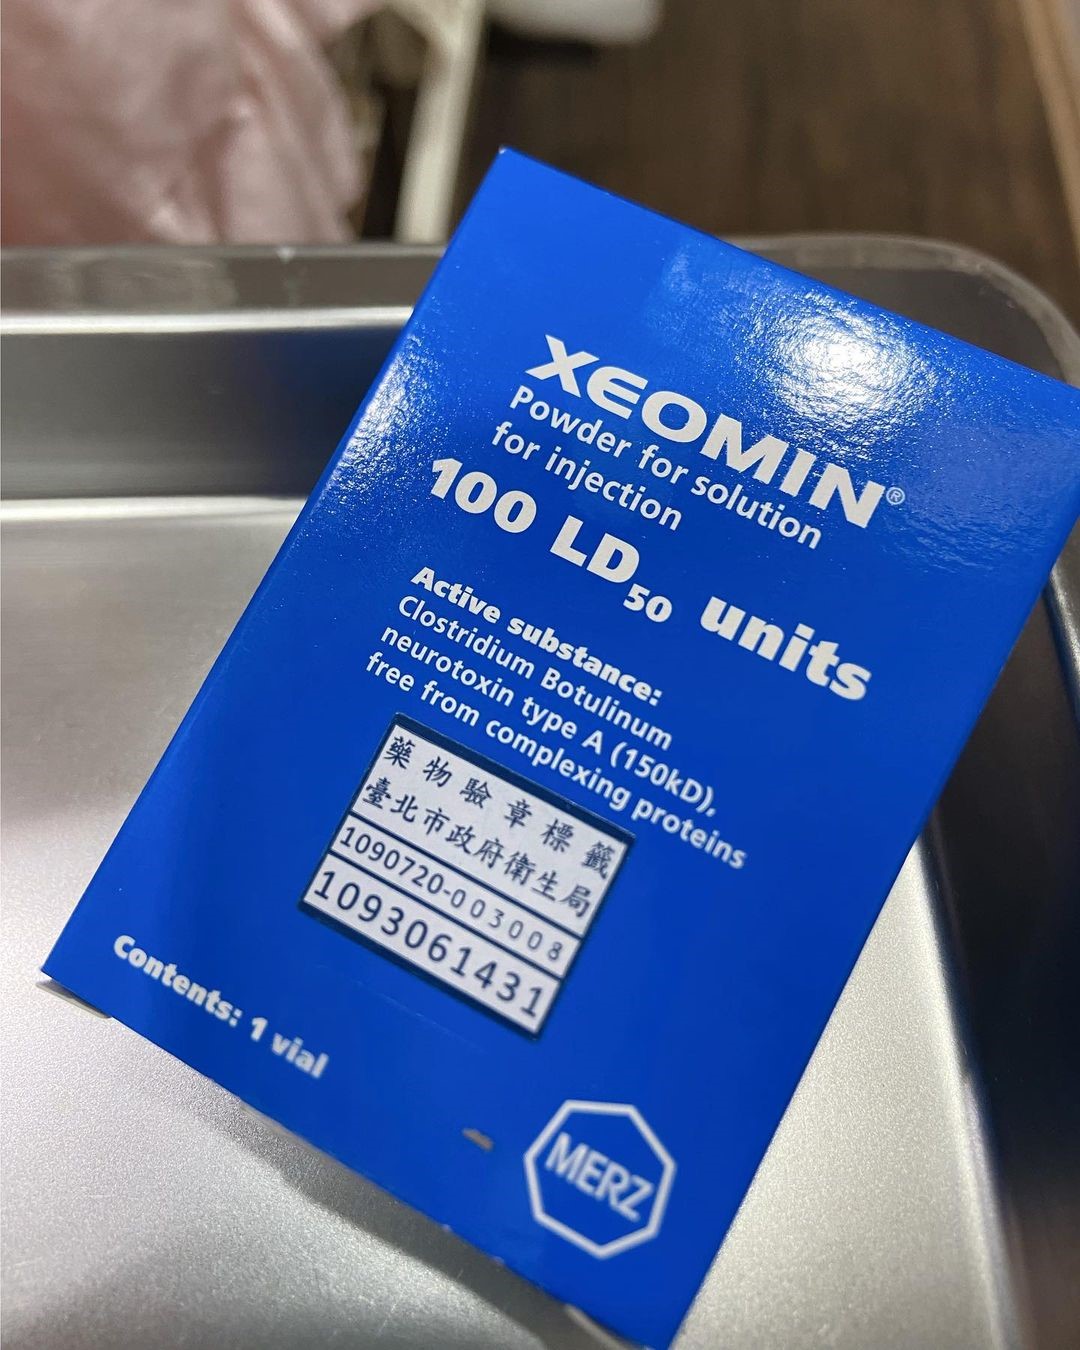 XEOMIN®
Powder for solution
for injection
100 LD50 units
Active substance:
Clostridium Botulinum
neurotoxin type A (150kD),
free from complexing proteins
藥物驗章標籤
臺北市政府衛生局
1090720-003008
1093061431
Contents: 1 vial
MERZ